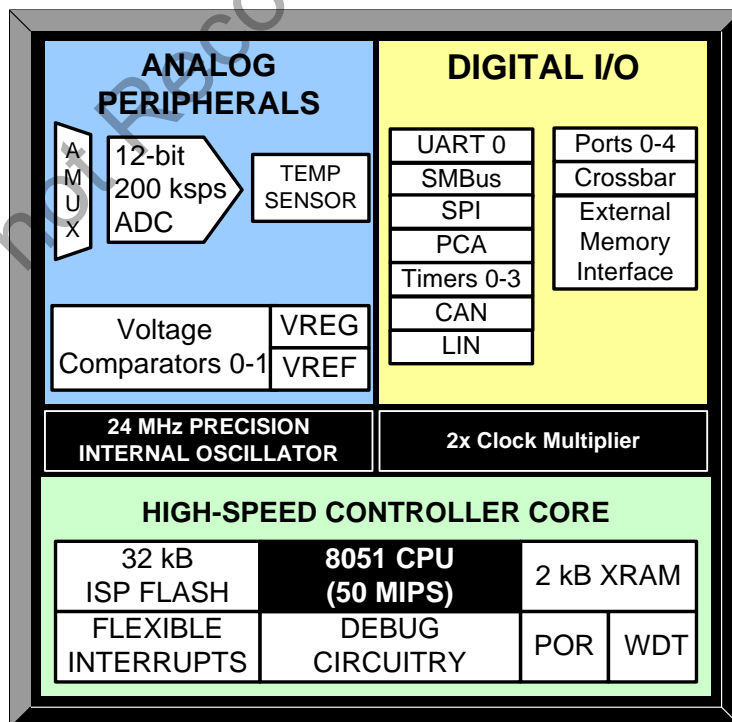 not Reco
ANALOG
PERIPHERALS
A
M
U
X
12-bit
200 ksps
ADC
TEMP
SENSOR
Voltage
Comparators 0-1
VREG
VREF
DIGITAL I/O
UART 0
SMBus
SPI
PCA
Timers 0-3
CAN
LIN
Ports 0-4
Crossbar
External
Memory
Interface
24 MHz PRECISION
INTERNAL OSCILLATOR
2x Clock Multiplier
HIGH-SPEED CONTROLLER CORE
32 kB
ISP FLASH
8051 CPU
(50 MIPS)
2 kB XRAM
FLEXIBLE
INTERRUPTS
DEBUG
CIRCUITRY
POR
WDT